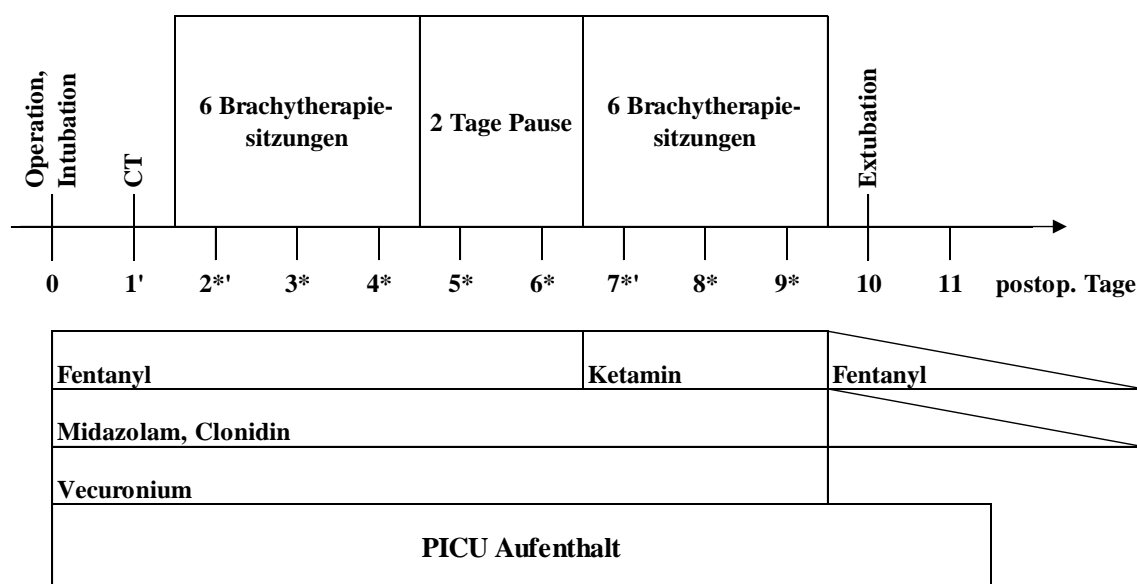 Operation,
Intubation
CT
6 Brachytherapie-
sitzungen
2 Tage Pause
6 Brachytherapie-
sitzungen
Extubation
0 1' 2*' 3* 4* 5* 6* 7*' 8* 9* 10 11 postop. Tage
Fentanyl Ketamin Fentanyl
Midazolam, Clonidin
Vecuronium
PICU Aufenthalt